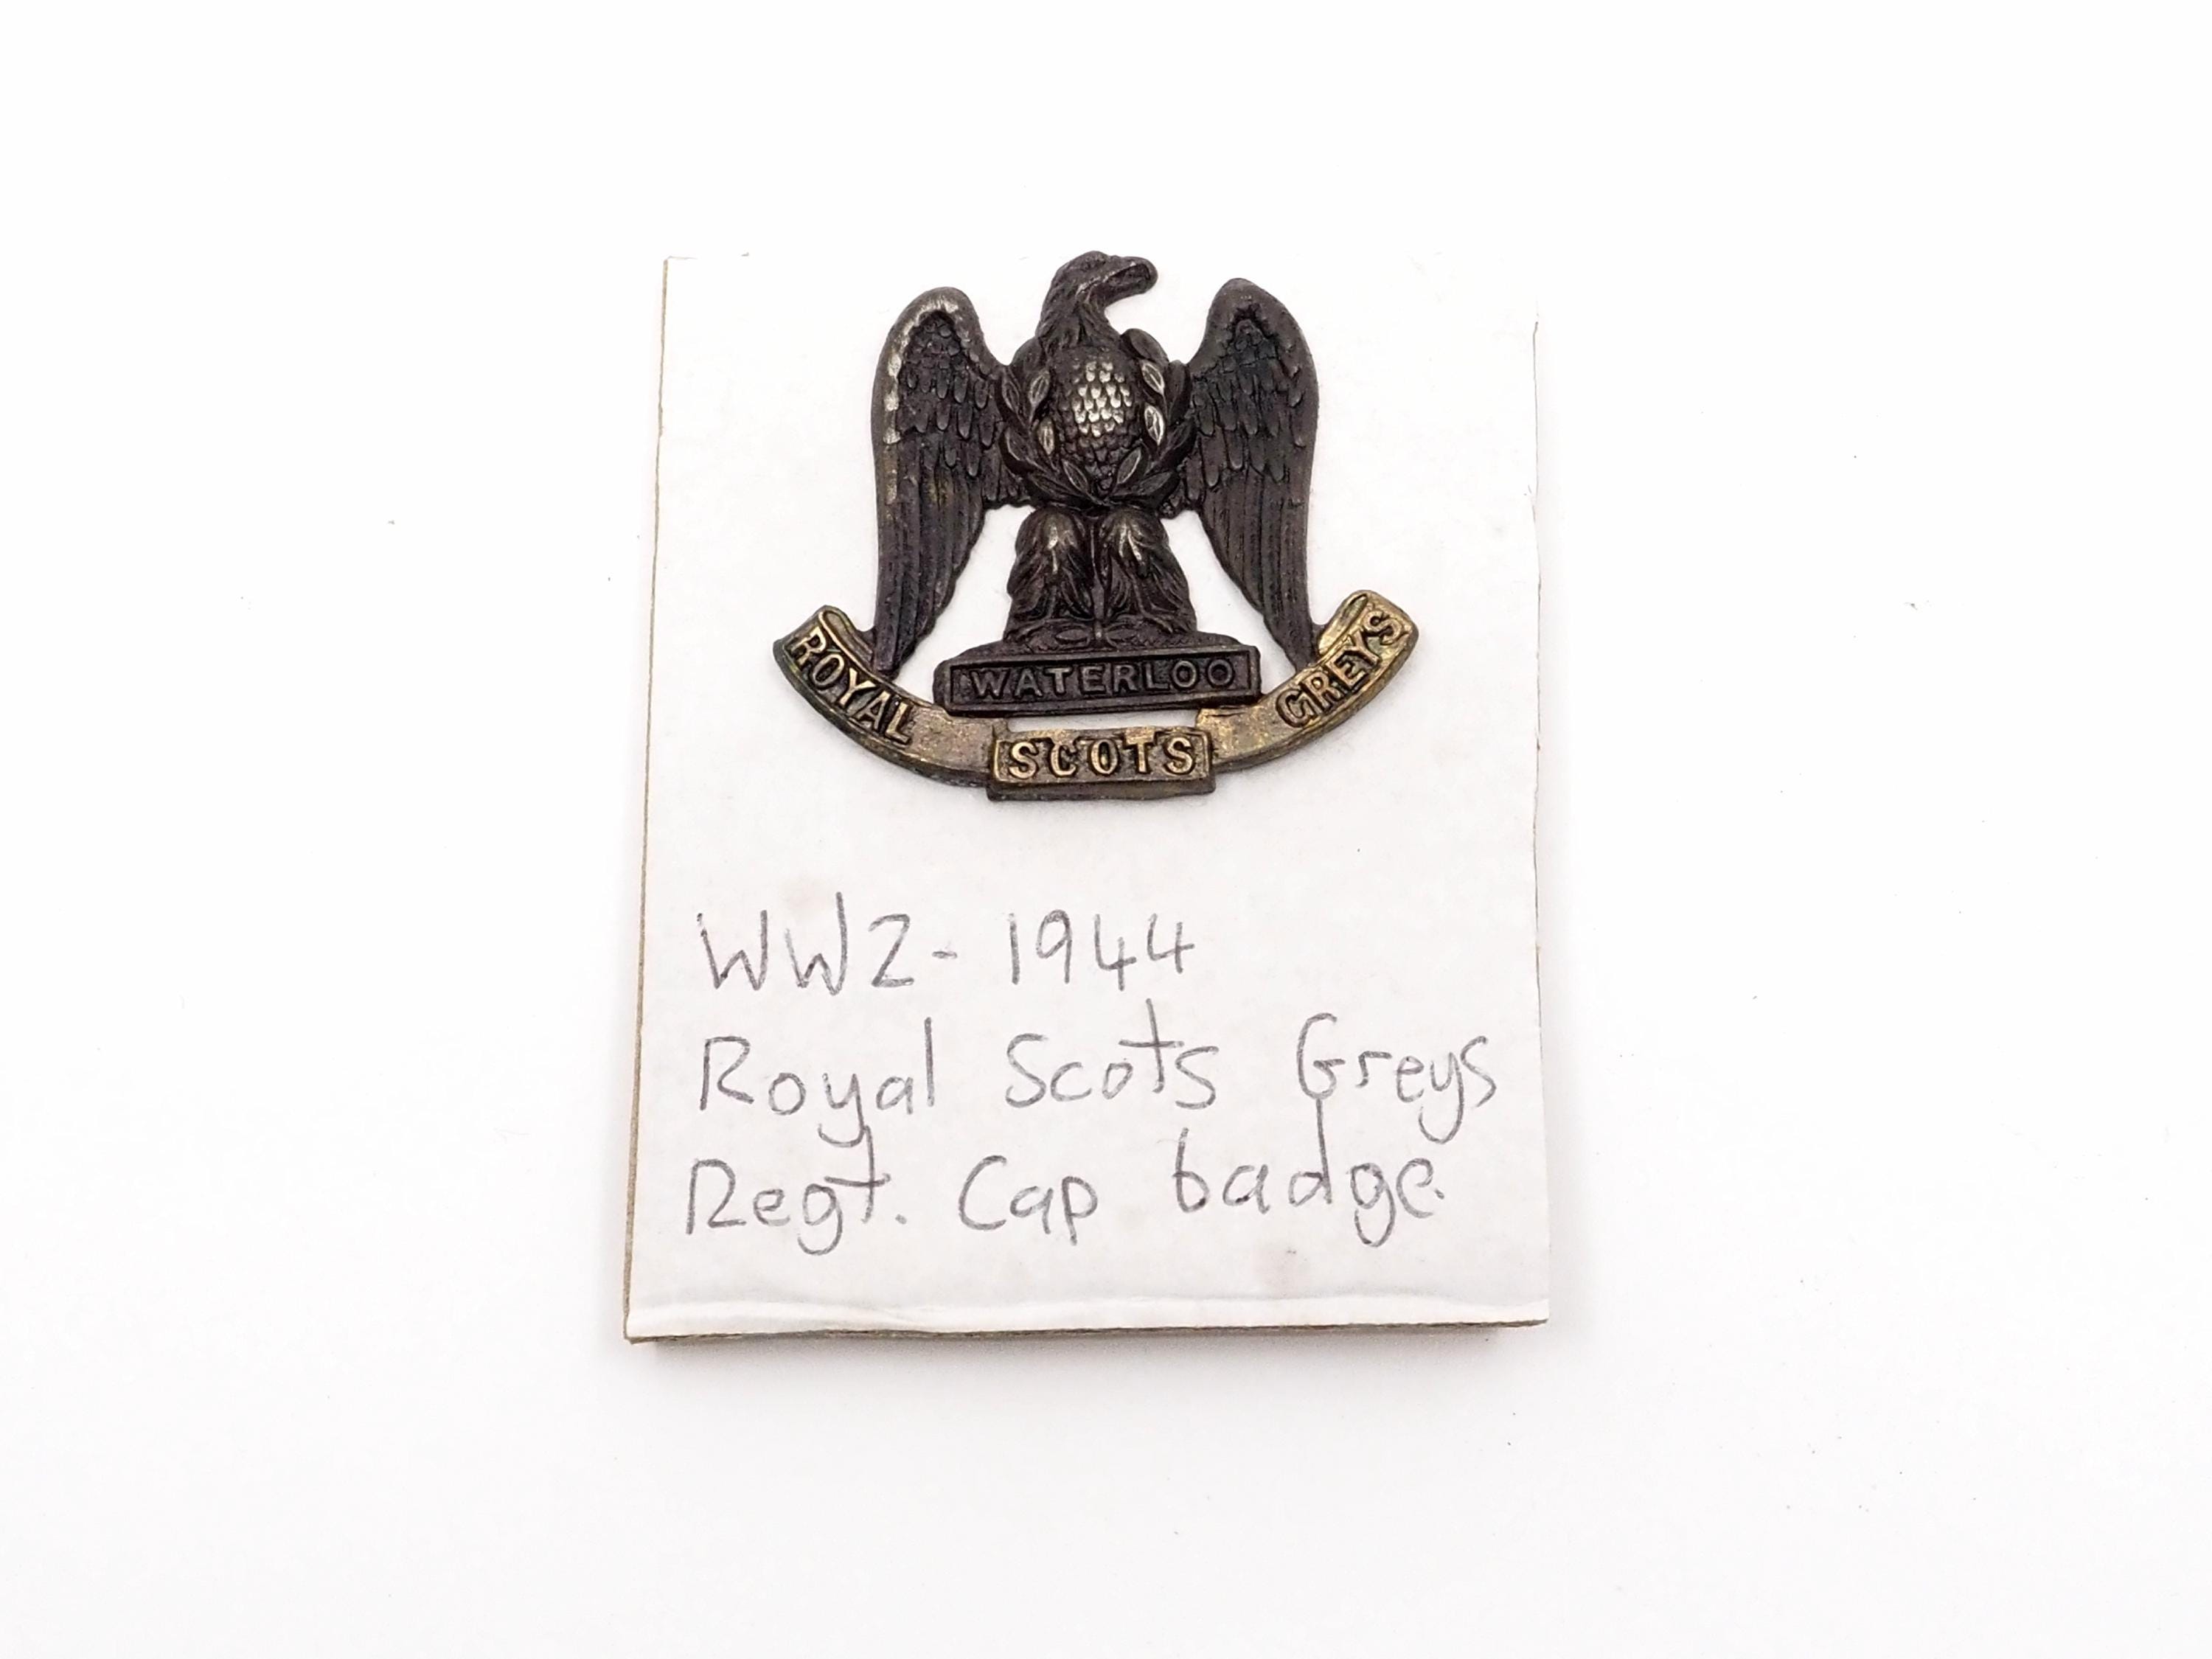 WATERLOO
ROYAL SCOTS GREYS
WW2 - 1944
Royal Scots Greys
Regt. Cap badge.